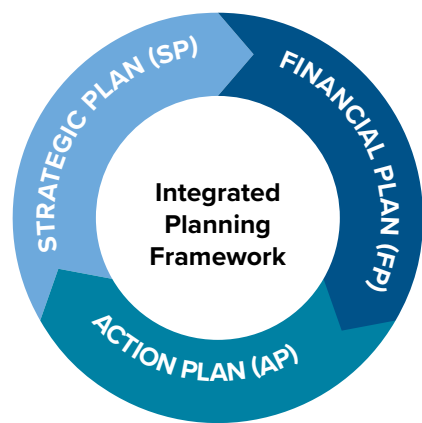 STRATEGIC PLAN (SP)
FINANCIAL PLAN (FP)
Integrated
Planning
Framework
ACTION PLAN (AP)